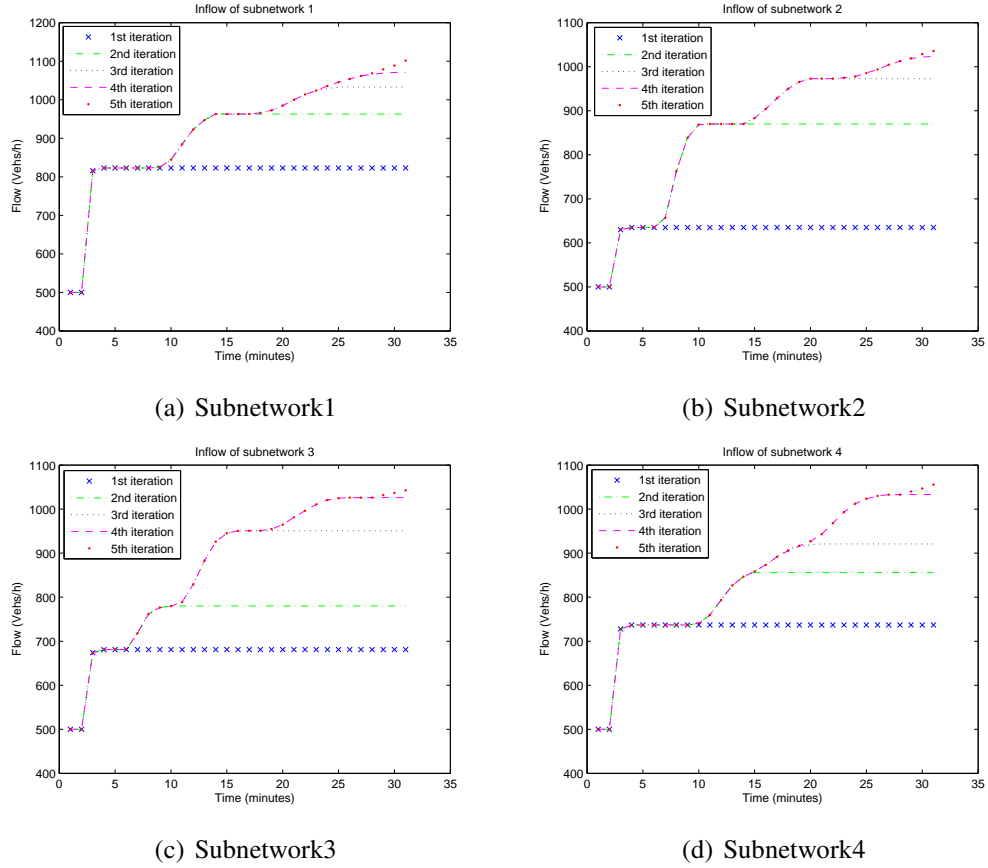 Inflow of subnetwork 1
1200
1100
1000
900
800
700
600
500
400
Flow (Vehs/h)
1st iteration
2nd iteration
3rd iteration
4th iteration
5th iteration
0 5 10 15 20 25 30 35
Time (minutes)
(a) Subnetwork1
Inflow of subnetwork 2
1100
1000
900
800
700
600
500
400
Flow (Vehs/h)
1st iteration
2nd iteration
3rd iteration
4th iteration
5th iteration
0 5 10 15 20 25 30 35
Time (minutes)
(b) Subnetwork2
Inflow of subnetwork 3
1100
1000
900
800
700
600
500
400
Flow (Vehs/h)
1st iteration
2nd iteration
3rd iteration
4th iteration
5th iteration
0 5 10 15 20 25 30 35
Time (minutes)
(c) Subnetwork3
Inflow of subnetwork 4
1100
1000
900
800
700
600
500
400
Flow (Vehs/h)
1st iteration
2nd iteration
3rd iteration
4th iteration
5th iteration
0 5 10 15 20 25 30 35
Time (minutes)
(d) Subnetwork4